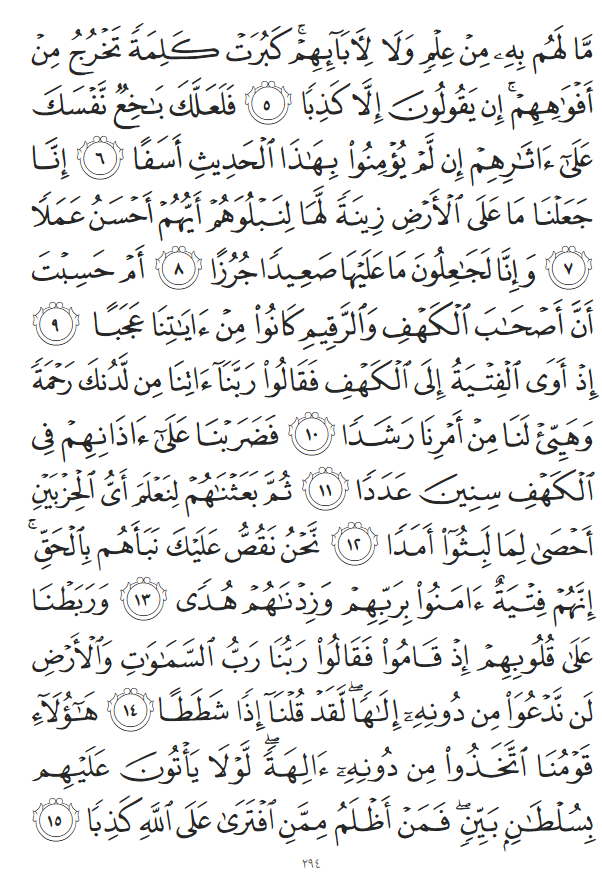 مَّا لَهُم بِهِۦ مِنْ عِلْمٍۢ وَلَا لِـَٔابَآئِهِمْ ۚ كَبُرَتْ كَلِمَةًۭ تَخْرُجُ مِنْ
أَفْوَٰهِهِمْ ۚ إِن يَقُولُونَ إِلَّا كَذِبًۭا ٥ فَلَعَلَّكَ بَـٰخِعٌۭ نَّفْسَكَ
عَلَىٰٓ ءَاثَـٰرِهِمْ إِن لَّمْ يُؤْمِنُوا۟ بِهَـٰذَا ٱلْحَدِيثِ أَسَفًا ٦ إِنَّا
جَعَلْنَا مَا عَلَى ٱلْأَرْضِ زِينَةًۭ لَّهَا لِنَبْلُوَهُمْ أَيُّهُمْ أَحْسَنُ عَمَلًۭا
٧ وَإِنَّا لَجَـٰعِلُونَ مَا عَلَيْهَا صَعِيدًۭا جُرُزًا ٨ أَمْ حَسِبْتَ
أَنَّ أَصْحَـٰبَ ٱلْكَهْفِ وَٱلرَّقِيمِ كَانُوا۟ مِنْ ءَايَـٰتِنَا عَجَبًا ٩
إِذْ أَوَى ٱلْفِتْيَةُ إِلَى ٱلْكَهْفِ فَقَالُوا۟ رَبَّنَآ ءَاتِنَا مِن لَّدُنكَ رَحْمَةًۭ
وَهَيِّئْ لَنَا مِنْ أَمْرِنَا رَشَدًۭا ١٠ فَضَرَبْنَا عَلَىٰٓ ءَاذَانِهِمْ فِى
ٱلْكَهْفِ سِنِينَ عَدَدًۭا ١١ ثُمَّ بَعَثْنَـٰهُمْ لِنَعْلَمَ أَىُّ ٱلْحِزْبَيْنِ
أَحْصَىٰ لِمَا لَبِثُوٓا۟ أَمَدًۭا ١٢ نَّحْنُ نَقُصُّ عَلَيْكَ نَبَأَهُم بِٱلْحَقِّ ۚ
إِنَّهُمْ فِتْيَةٌ ءَامَنُوا۟ بِرَبِّهِمْ وَزِدْنَـٰهُمْ هُدًۭى ١٣ وَرَبَطْنَا
عَلَىٰ قُلُوبِهِمْ إِذْ قَامُوا۟ فَقَالُوا۟ رَبُّنَا رَبُّ ٱلسَّمَـٰوَٰتِ وَٱلْأَرْضِ
لَن نَّدْعُوَا۟ مِن دُونِهِۦٓ إِلَـٰهًۭا ۖ لَّقَدْ قُلْنَآ إِذًۭا شَطَطًا ١٤ هَـٰٓؤُلَآءِ
قَوْمُنَا ٱتَّخَذُوا۟ مِن دُونِهِۦٓ ءَالِهَةًۭ ۖ لَّوْلَا يَأْتُونَ عَلَيْهِم
بِسُلْطَـٰنٍۭ بَيِّنٍۢ ۖ فَمَنْ أَظْلَمُ مِمَّنِ ٱفْتَرَىٰ عَلَى ٱللَّهِ كَذِبًۭا ١٥
٢٩٤